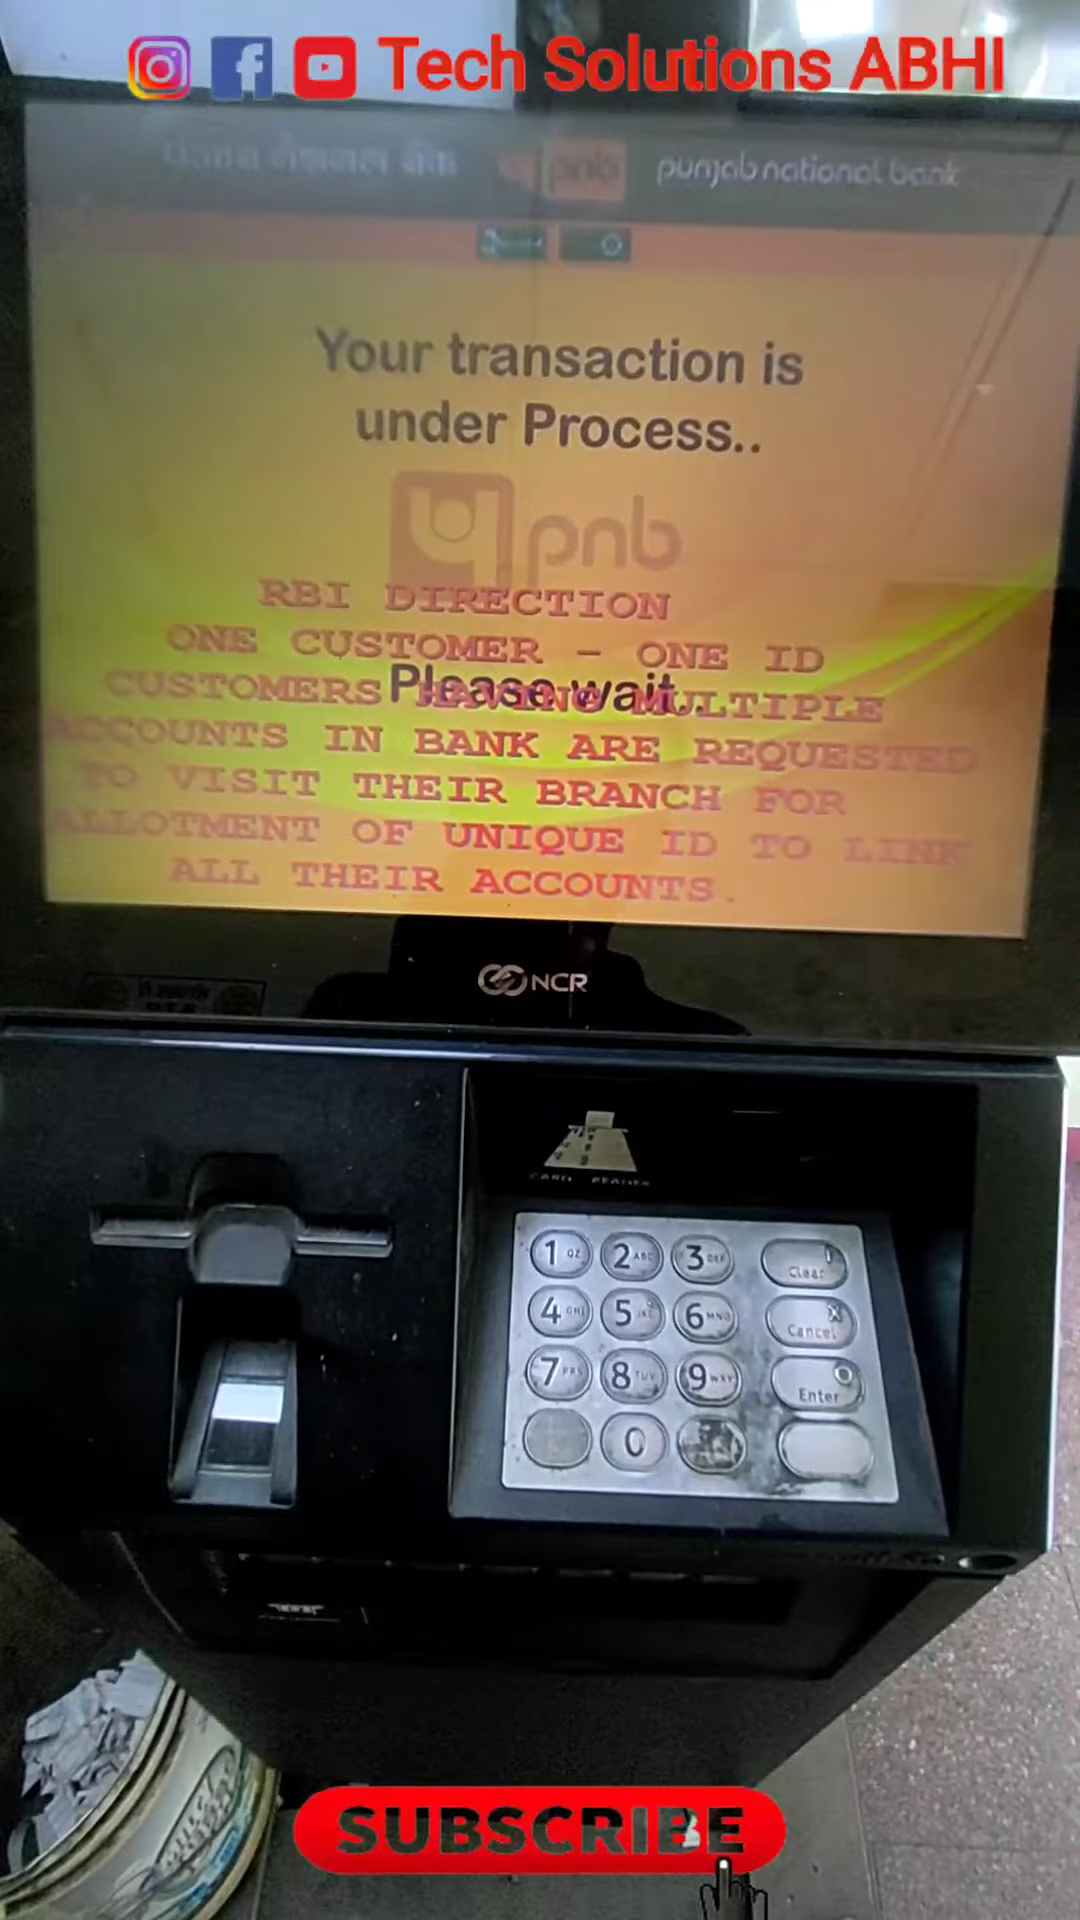 Tech Solutions ABHI
पंजाब नैशनल बैंक pnb punjab national bank
Your transaction is
under Process..
pnb
RBI DIRECTION
ONE CUSTOMER - ONE ID
CUSTOMERS HAVING MULTIPLE
Please wait..
ACCOUNTS IN BANK ARE REQUESTED
TO VISIT THEIR BRANCH FOR
ALLOTMENT OF UNIQUE ID TO LINK
ALL THEIR ACCOUNTS.
NCR
CARD READER
1 QZ 2 ABC 3 DEF Clear
4 GHI 5 JKL 6 MNO Cancel
7 PRS 8 TUV 9 WXY Enter
0
SUBSCRIBE